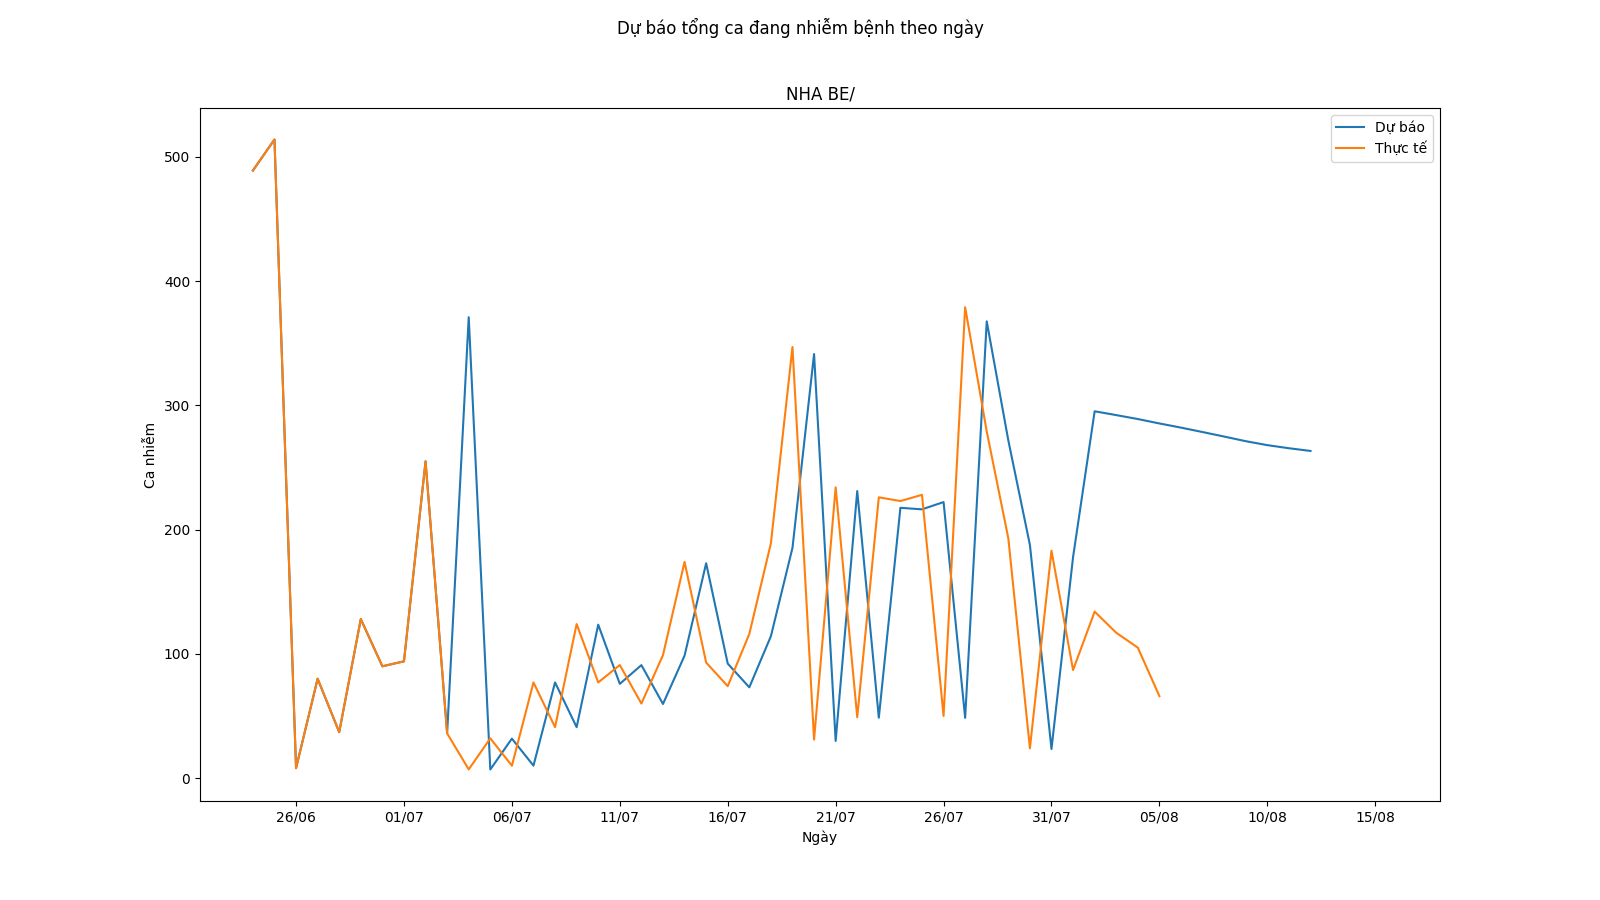 Dự báo tổng ca đang nhiễm bệnh theo ngày
NHA BE/
Dự báo
Thực tế
500
400
300
200
100
0
Ca nhiễm
26/06 01/07 06/07 11/07 16/07 21/07 26/07 31/07 05/08 10/08 15/08
Ngày